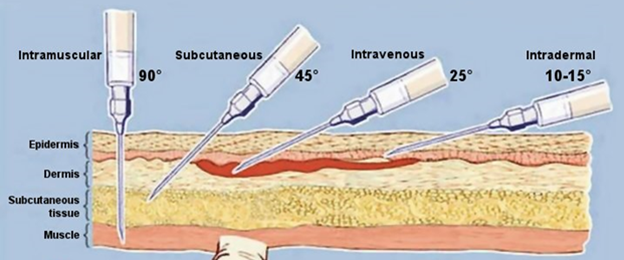 Intramuscular
90°
Subcutaneous
45°
Intravenous
25°
Intradermal
10-15°
Epidermis
Dermis
Subcutaneous
tissue
Muscle